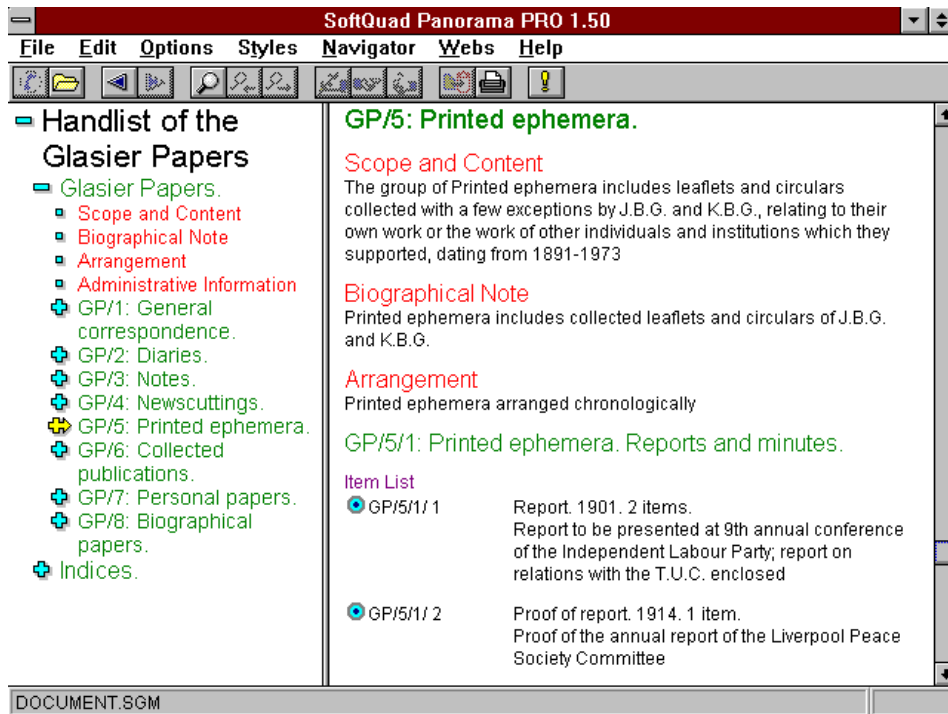 SoftQuad Panorama PRO 1.50
File Edit Options Styles Navigator Webs Help
Handlist of the
Glasier Papers
Glasier Papers.
Scope and Content
Biographical Note
Arrangement
Administrative Information
GP/1: General
correspondence.
GP/2: Diaries.
GP/3: Notes.
GP/4: Newscuttings.
GP/5: Printed ephemera.
GP/6: Collected
publications.
GP/7: Personal papers.
GP/8: Biographical
papers.
Indices.
GP/5: Printed ephemera.
Scope and Content
The group of Printed ephemera includes leaflets and circulars
collected with a few exceptions by J.B.G. and K.B.G., relating to their
own work or the work of other individuals and institutions which they
supported, dating from 1891-1973
Biographical Note
Printed ephemera includes collected leaflets and circulars of J.B.G.
and K.B.G.
Arrangement
Printed ephemera arranged chronologically
GP/5/1: Printed ephemera. Reports and minutes.
Item List
GP/5/1/ 1 Report. 1901. 2 items.
Report to be presented at 9th annual conference
of the Independent Labour Party; report on
relations with the T.U.C. enclosed
GP/5/1/ 2 Proof of report. 1914. 1 item.
Proof of the annual report of the Liverpool Peace
Society Committee
DOCUMENT.SGM